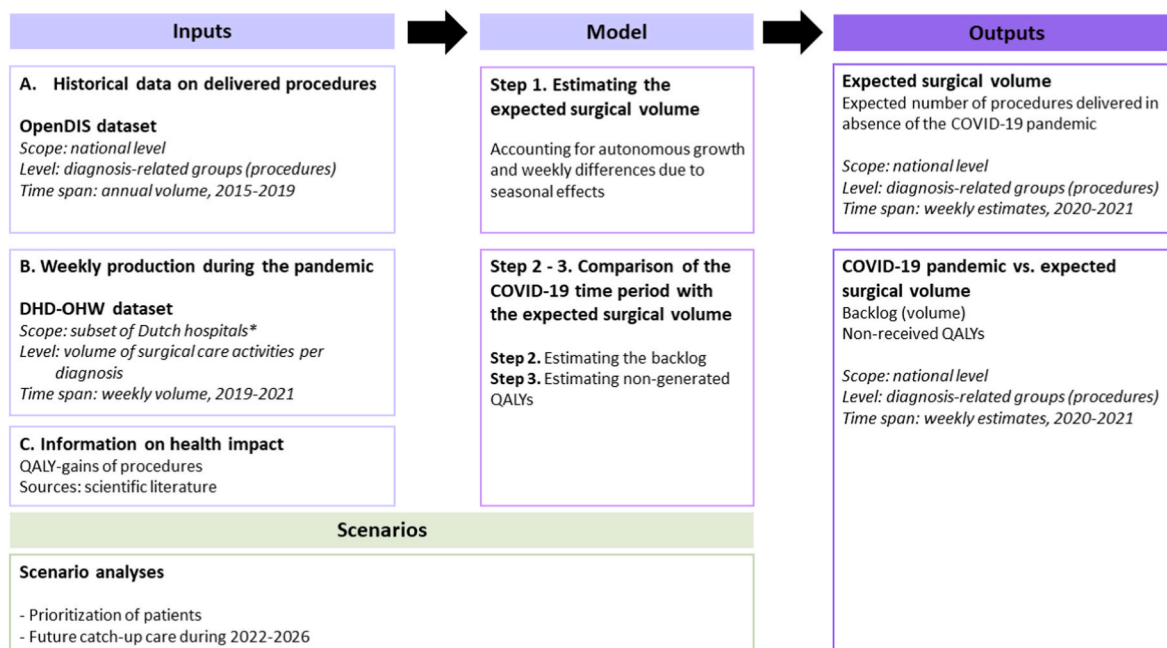 Inputs
Model
Outputs
A. Historical data on delivered procedures
OpenDIS dataset
Scope: national level
Level: diagnosis-related groups (procedures)
Time span: annual volume, 2015-2019
B. Weekly production during the pandemic
DHD-OHW dataset
Scope: subset of Dutch hospitals*
Level: volume of surgical care activities per
diagnosis
Time span: weekly volume, 2019-2021
C. Information on health impact
QALY-gains of procedures
Sources: scientific literature
Step 1. Estimating the
expected surgical volume
Accounting for autonomous growth
and weekly differences due to
seasonal effects
Step 2 - 3. Comparison of the
COVID-19 time period with
the expected surgical volume
Step 2. Estimating the backlog
Step 3. Estimating non-generated
QALYs
Expected surgical volume
Expected number of procedures delivered in
absence of the COVID-19 pandemic
Scope: national level
Level: diagnosis-related groups (procedures)
Time span: weekly estimates, 2020-2021
COVID-19 pandemic vs. expected
surgical volume
Backlog (volume)
Non-received QALYs
Scope: national level
Level: diagnosis-related groups (procedures)
Time span: weekly estimates, 2020-2021
Scenarios
Scenario analyses
- Prioritization of patients
- Future catch-up care during 2022-2026